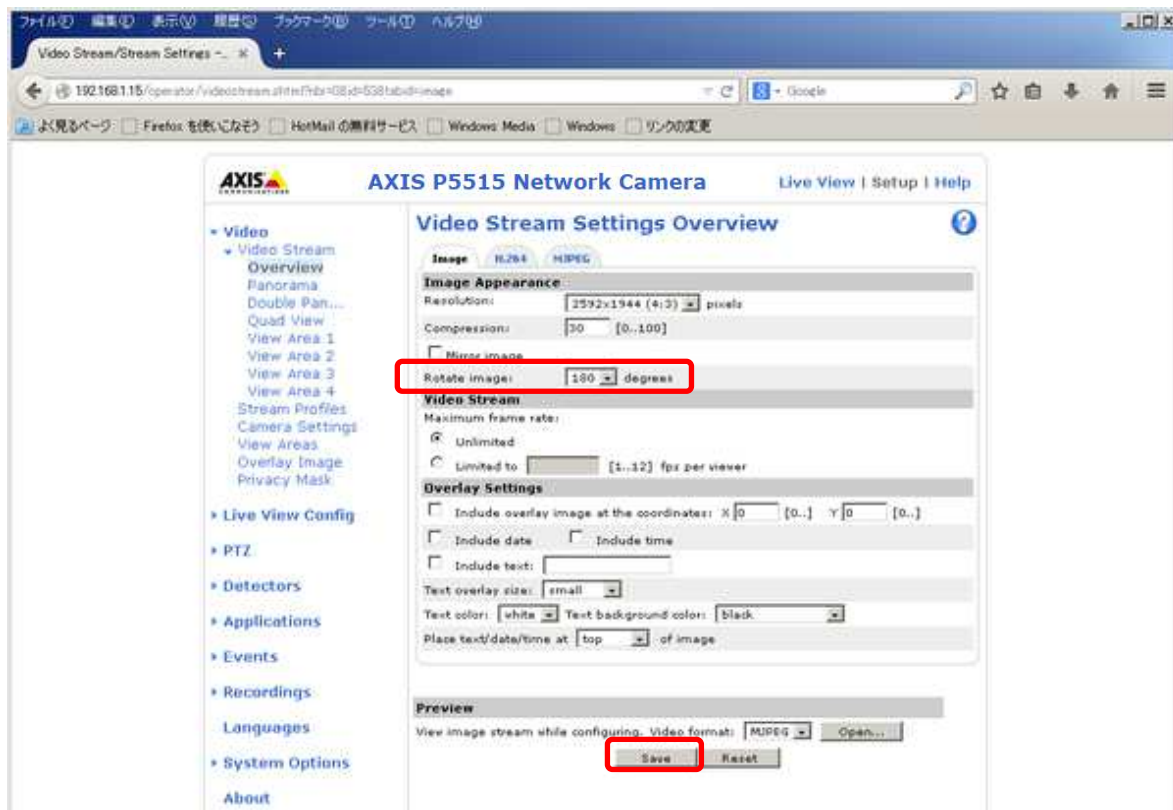 ファイル(F) 編集(E) 表示(V) 履歴(S) ブックマーク(B) ツール(T) ヘルプ(H)
Video Stream/Stream Settings -...
192.168.1.15/operator/videostream.shtml?nbr=0&id=538&tabid=image
Google
よく見るページ Firefox を使いこなそう HotMail の無料サービス Windows Media Windows リンクの変更
AXIS
COMMUNICATIONS
AXIS P5515 Network Camera
Live View | Setup | Help
Video
Video Stream
Overview
Panorama
Double Pan...
Quad View
View Area 1
View Area 2
View Area 3
View Area 4
Stream Profiles
Camera Settings
View Areas
Overlay Image
Privacy Mask
Live View Config
PTZ
Detectors
Applications
Events
Recordings
Languages
System Options
About
Video Stream Settings Overview
?
Image H.264 MJPEG
Image Appearance
Resolution: 2592x1944 (4:3) pixels
Compression: 30 [0..100]
Mirror image
Rotate image: 180 degrees
Video Stream
Maximum frame rate:
Unlimited
Limited to [1..12] fps per viewer
Overlay Settings
Include overlay image at the coordinates: X 0 [0..] Y 0 [0..]
Include date Include time
Include text:
Text overlay size: small
Text color: white Text background color: black
Place text/date/time at top of image
Preview
View image stream while configuring. Video format: MJPEG Open...
Save Reset